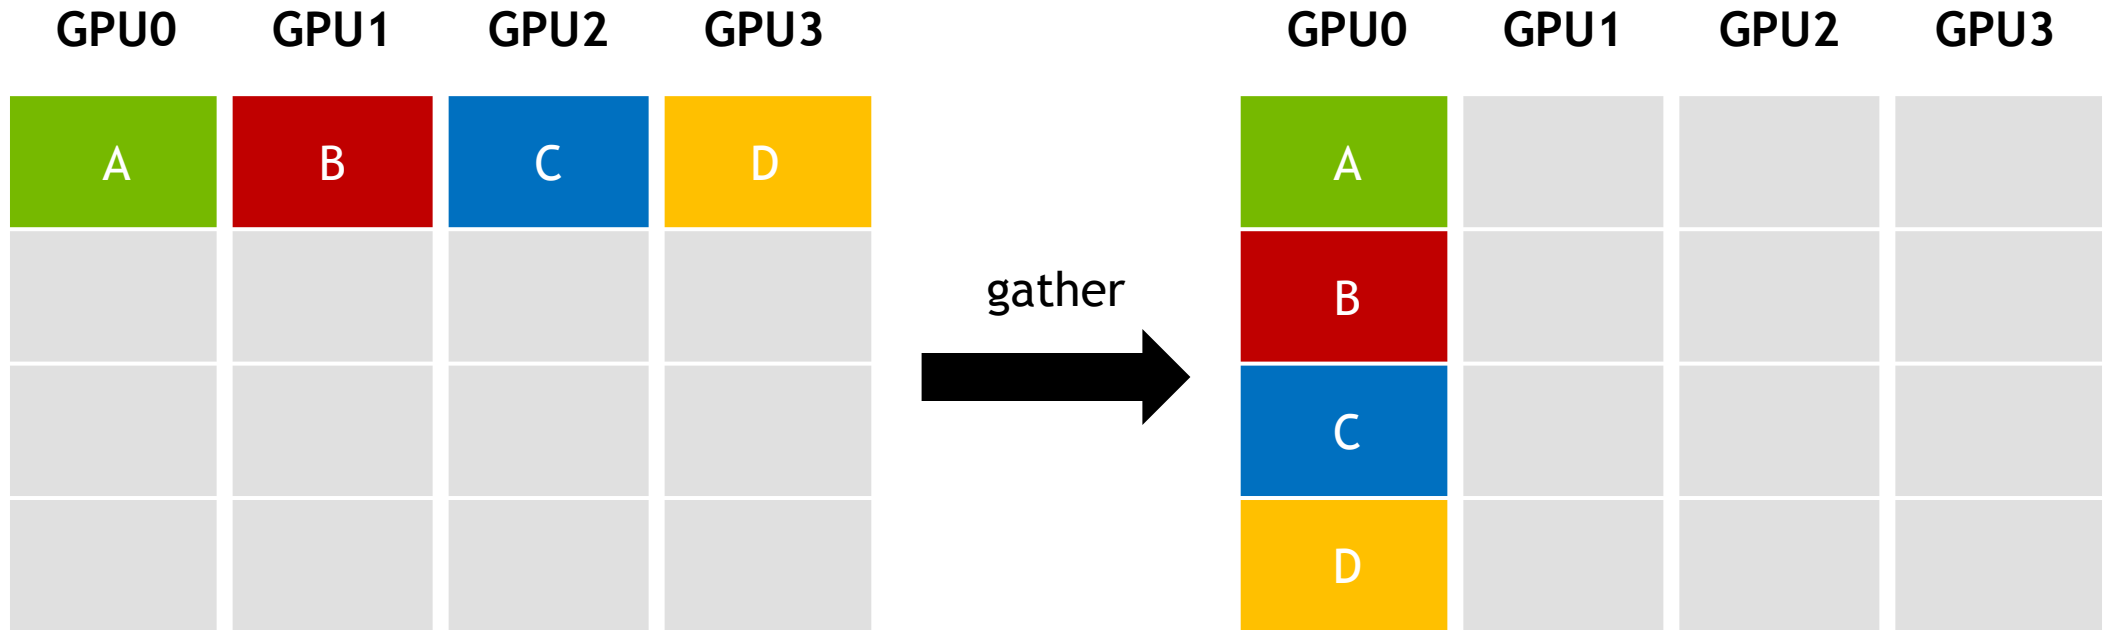 GPU0 GPU1 GPU2 GPU3 GPU0 GPU1 GPU2 GPU3
A B C D A
gather
B
C
D